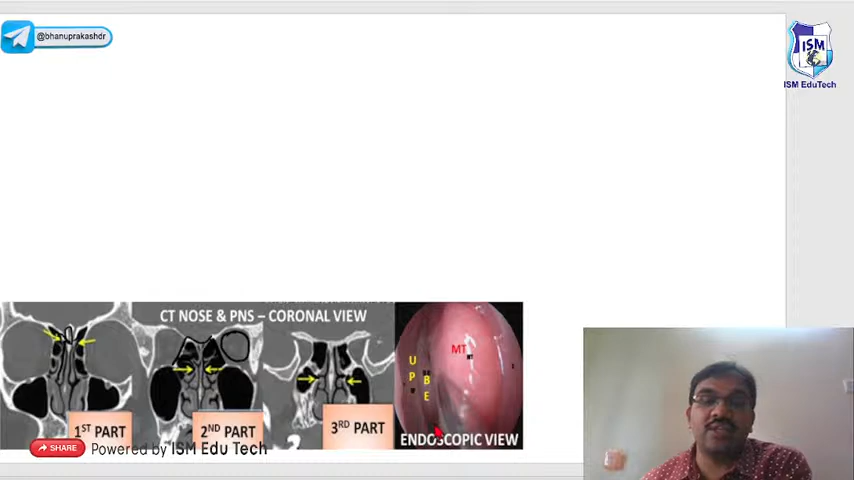 @bhanuprakashdr
ISM
ISM EduTech
CT NOSE & PNS – CORONAL VIEW
MT
U
P
B
E
1ST PART
2ND PART
3RD PART
ENDOSCOPIC VIEW
SHARE
Powered by ISM Edu Tech